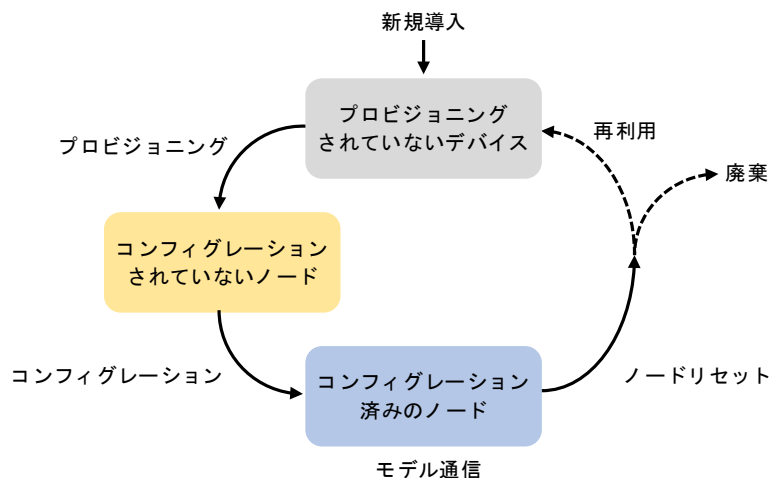 新規導入
プロビジョニング
されていないデバイス
再利用
プロビジョニング
廃棄
コンフィグレーション
されていないノード
コンフィグレーション
コンフィグレーション
済みのノード
ノードリセット
モデル通信